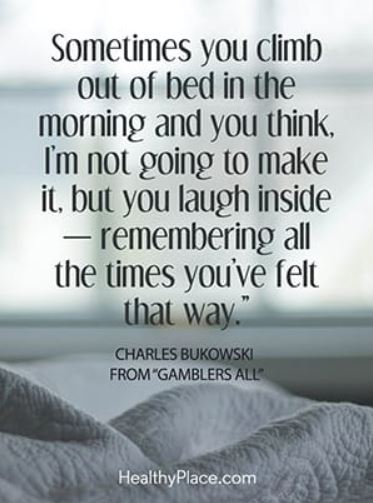 Sometimes you climb
out of bed in the
morning and you think,
I'm not going to make
it, but you laugh inside
— remembering all
the times you've felt
that way."
CHARLES BUKOWSKI
FROM "GAMBLERS ALL"
HealthyPlace.com